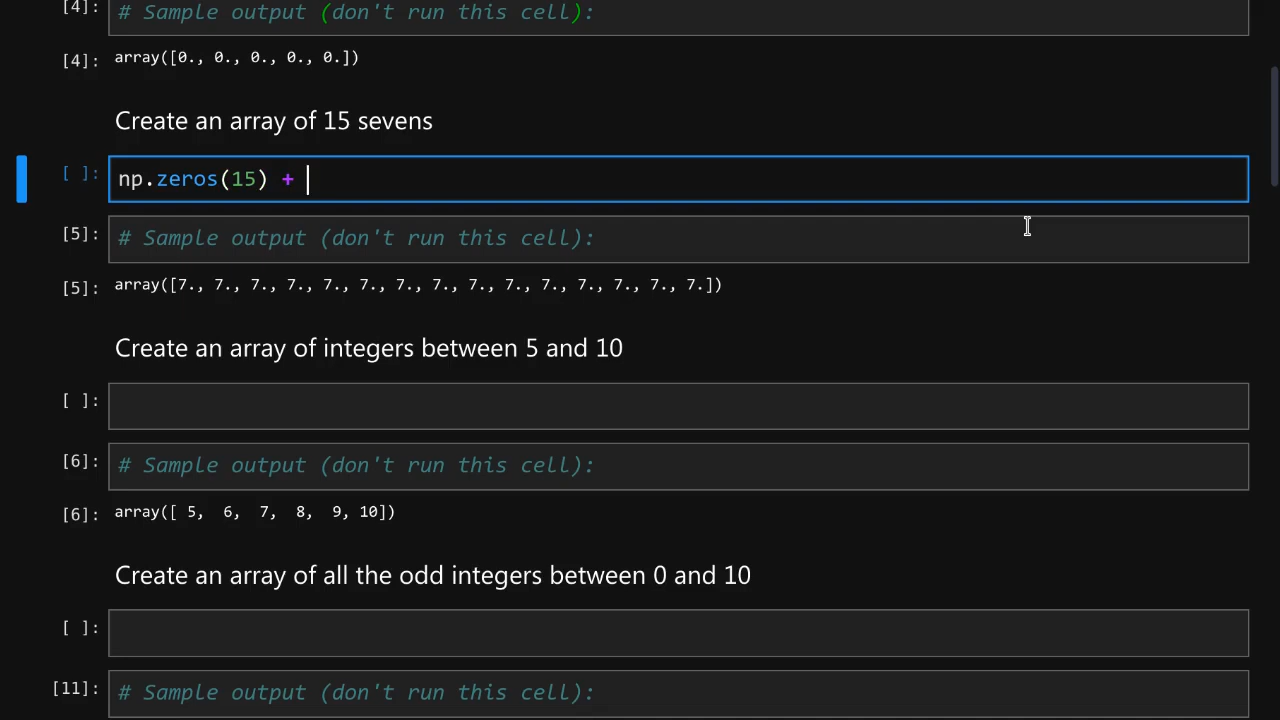 [4]: # Sample output (don't run this cell):
[4]: array([0., 0., 0., 0., 0.])
Create an array of 15 sevens
[ ]: np.zeros(15) +
[5]: # Sample output (don't run this cell):
[5]: array([7., 7., 7., 7., 7., 7., 7., 7., 7., 7., 7., 7., 7., 7., 7.])
Create an array of integers between 5 and 10
[ ]:
[6]: # Sample output (don't run this cell):
[6]: array([ 5,  6,  7,  8,  9, 10])
Create an array of all the odd integers between 0 and 10
[ ]:
[11]: # Sample output (don't run this cell):